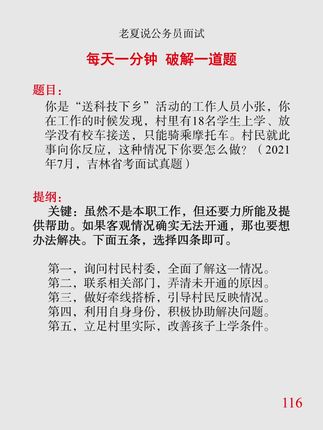 老夏说公务员面试
每天一分钟 破解一道题
题目：
你是“送科技下乡”活动的工作人员小张，你
在工作的时候发现，村里有18名学生上学、放
学没有校车接送，只能骑乘摩托车。村民就此
事向你反应，这种情况下你要怎么做？（2021
年7月，吉林省考面试真题）
提纲：
关键：虽然不是本职工作，但还要力所能及提
供帮助。如果客观情况确实无法开通，那也要想
办法解决。下面五条，选择四条即可。
第一，询问村民村委，全面了解这一情况。
第二，联系相关部门，弄清未开通的原因。
第三，做好牵线搭桥，引导村民反映情况。
第四，利用自身身份，积极协助解决问题。
第五，立足村里实际，改善孩子上学条件。
116